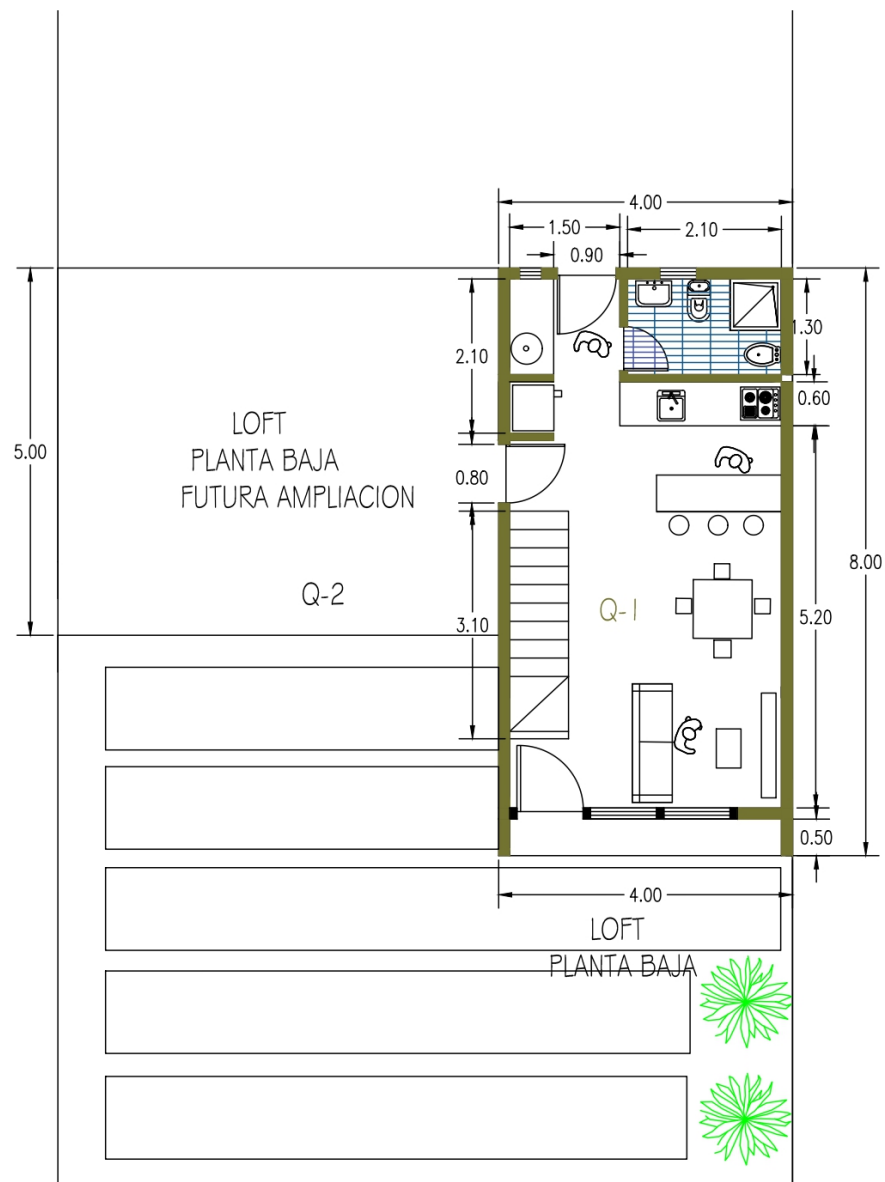 4.00
1.50
2.10
0.90
1.30
2.10
0.60
5.00
LOFT
PLANTA BAJA
FUTURA AMPLIACION
0.80
8.00
Q-2
Q-1
5.20
3.10
0.50
4.00
LOFT
PLANTA BAJA